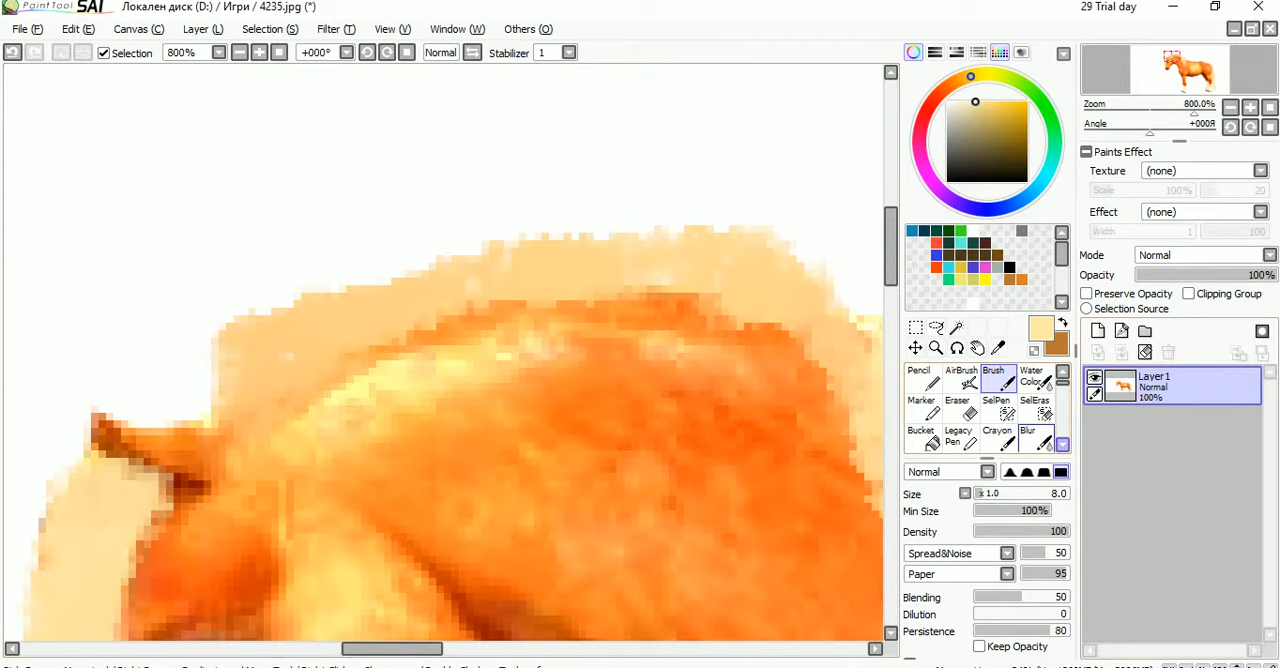 PaintTool SAI Локален диск (D:) / Игри / 4235.jpg (*) 29 Trial day
File (F) Edit (E) Canvas (C) Layer (L) Selection (S) Filter (T) View (V) Window (W) Others (O)
Selection 800% +000° Normal Stabilizer 1
Zoom 800.0%
Angle +000Я
Paints Effect
Texture (none)
Scale 100% 20
Effect (none)
Width 1 100
Mode Normal
Opacity 100%
Preserve Opacity Clipping Group
Selection Source
Layer1
Normal
100%
Pencil AirBrush Brush Water Color
Marker Eraser SelPen SelEras
Bucket Legacy Pen Crayon Blur
Normal
Size x 1.0 8.0
Min Size 100%
Density 100
Spread&Noise 50
Paper 95
Blending 50
Dilution 0
Persistence 80
Keep Opacity